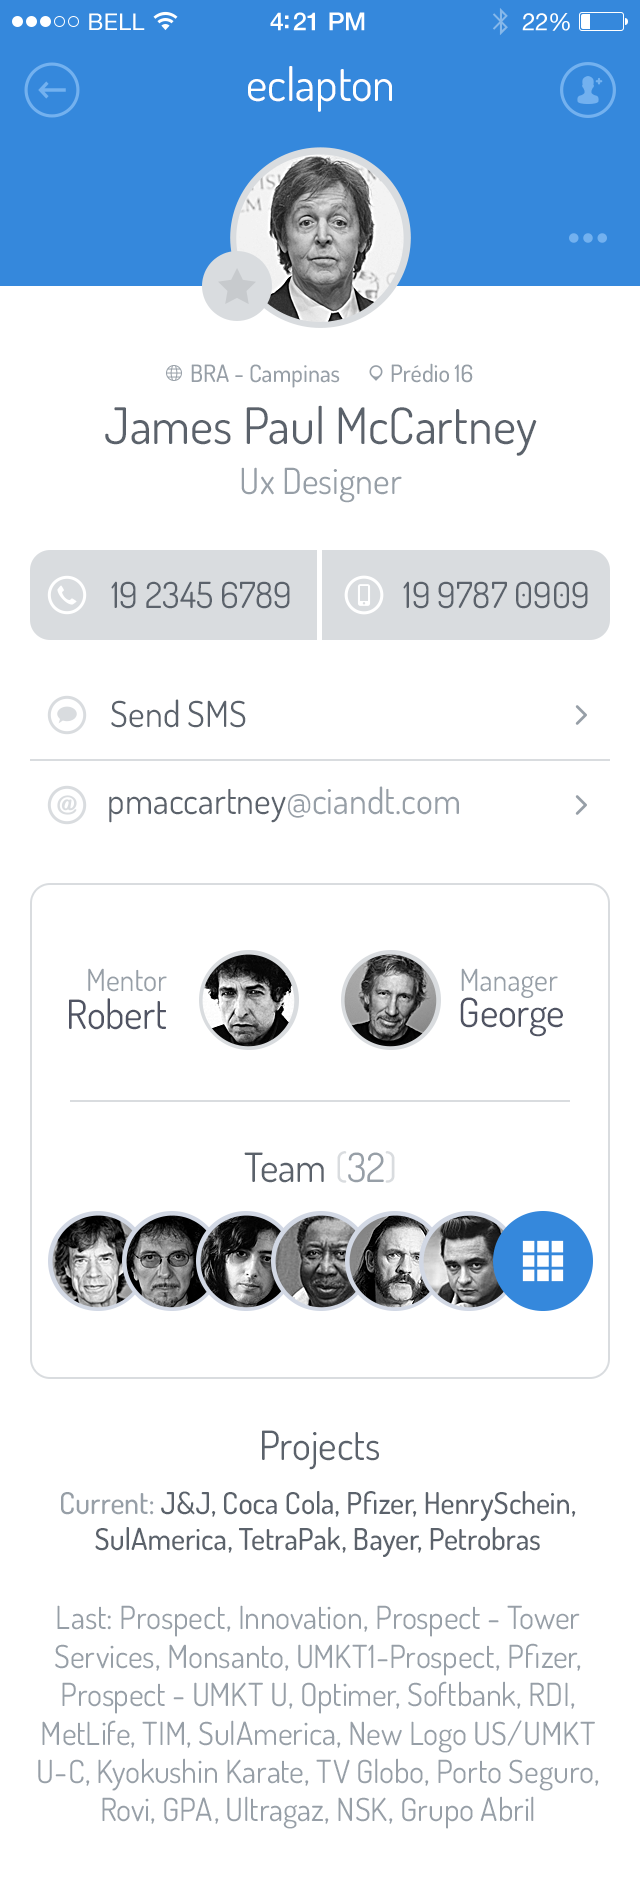 BELL 4:21 PM 22%
eclapton
BRA - Campinas Prédio 16
James Paul McCartney
Ux Designer
19 2345 6789 19 9787 0909
Send SMS
@ pmaccartney@ciandt.com
Mentor Manager
Robert George
Team (32)
Projects
Current: J&J, Coca Cola, Pfizer, HenrySchein,
SulAmerica, TetraPak, Bayer, Petrobras
Last: Prospect, Innovation, Prospect - Tower
Services, Monsanto, UMKT1-Prospect, Pfizer,
Prospect - UMKT U, Optimer, Softbank, RDI,
MetLife, TIM, SulAmerica, New Logo US/UMKT
U-C, Kyokushin Karate, TV Globo, Porto Seguro,
Rovi, GPA, Ultragaz, NSK, Grupo Abril